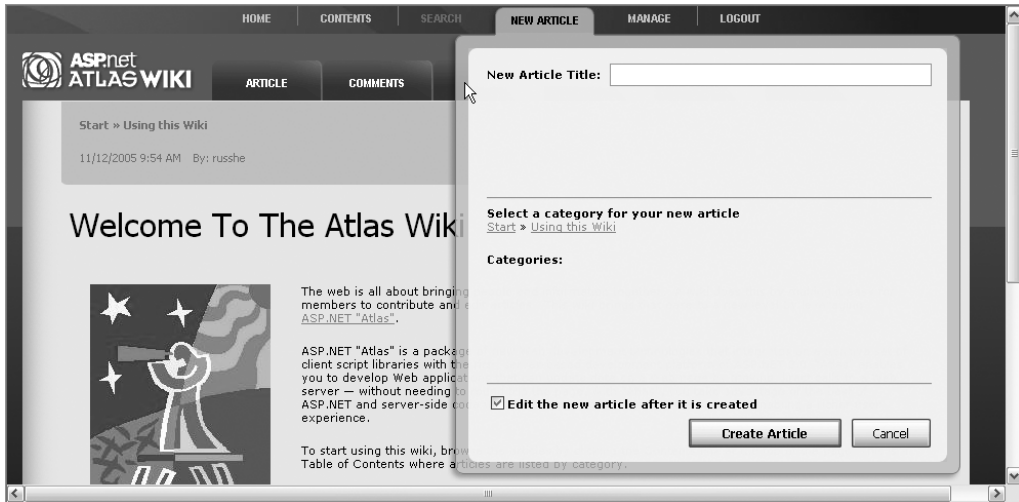 HOME CONTENTS SEARCH NEW ARTICLE MANAGE LOGOUT
ASP.net
ATLAS WIKI
ARTICLE COMMENTS
New Article Title:
Start » Using this Wiki
11/12/2005 9:54 AM By: russhe
Select a category for your new article
Start » Using this Wiki
Categories:
Welcome To The Atlas Wiki
The web is all about bringing
members to contribute and
ASP.NET "Atlas".
ASP.NET "Atlas" is a package
client script libraries with the
you to develop Web applicat
server — without needing to
ASP.NET and server-side co
experience.
Edit the new article after it is created
Create Article Cancel
To start using this wiki, brow
Table of Contents where articles are listed by category.